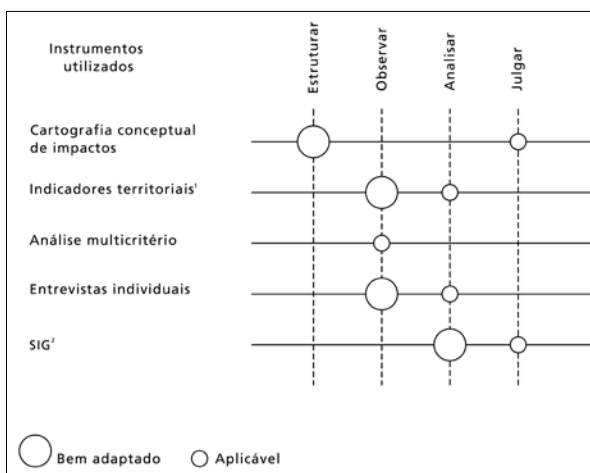 Instrumentos
utilizados
Estruturar
Observar
Analisar
Julgar
Cartografia conceptual
de impactos
Indicadores territoriais¹
Análise multicritério
Entrevistas individuais
SIG²
Bem adaptado
Aplicável